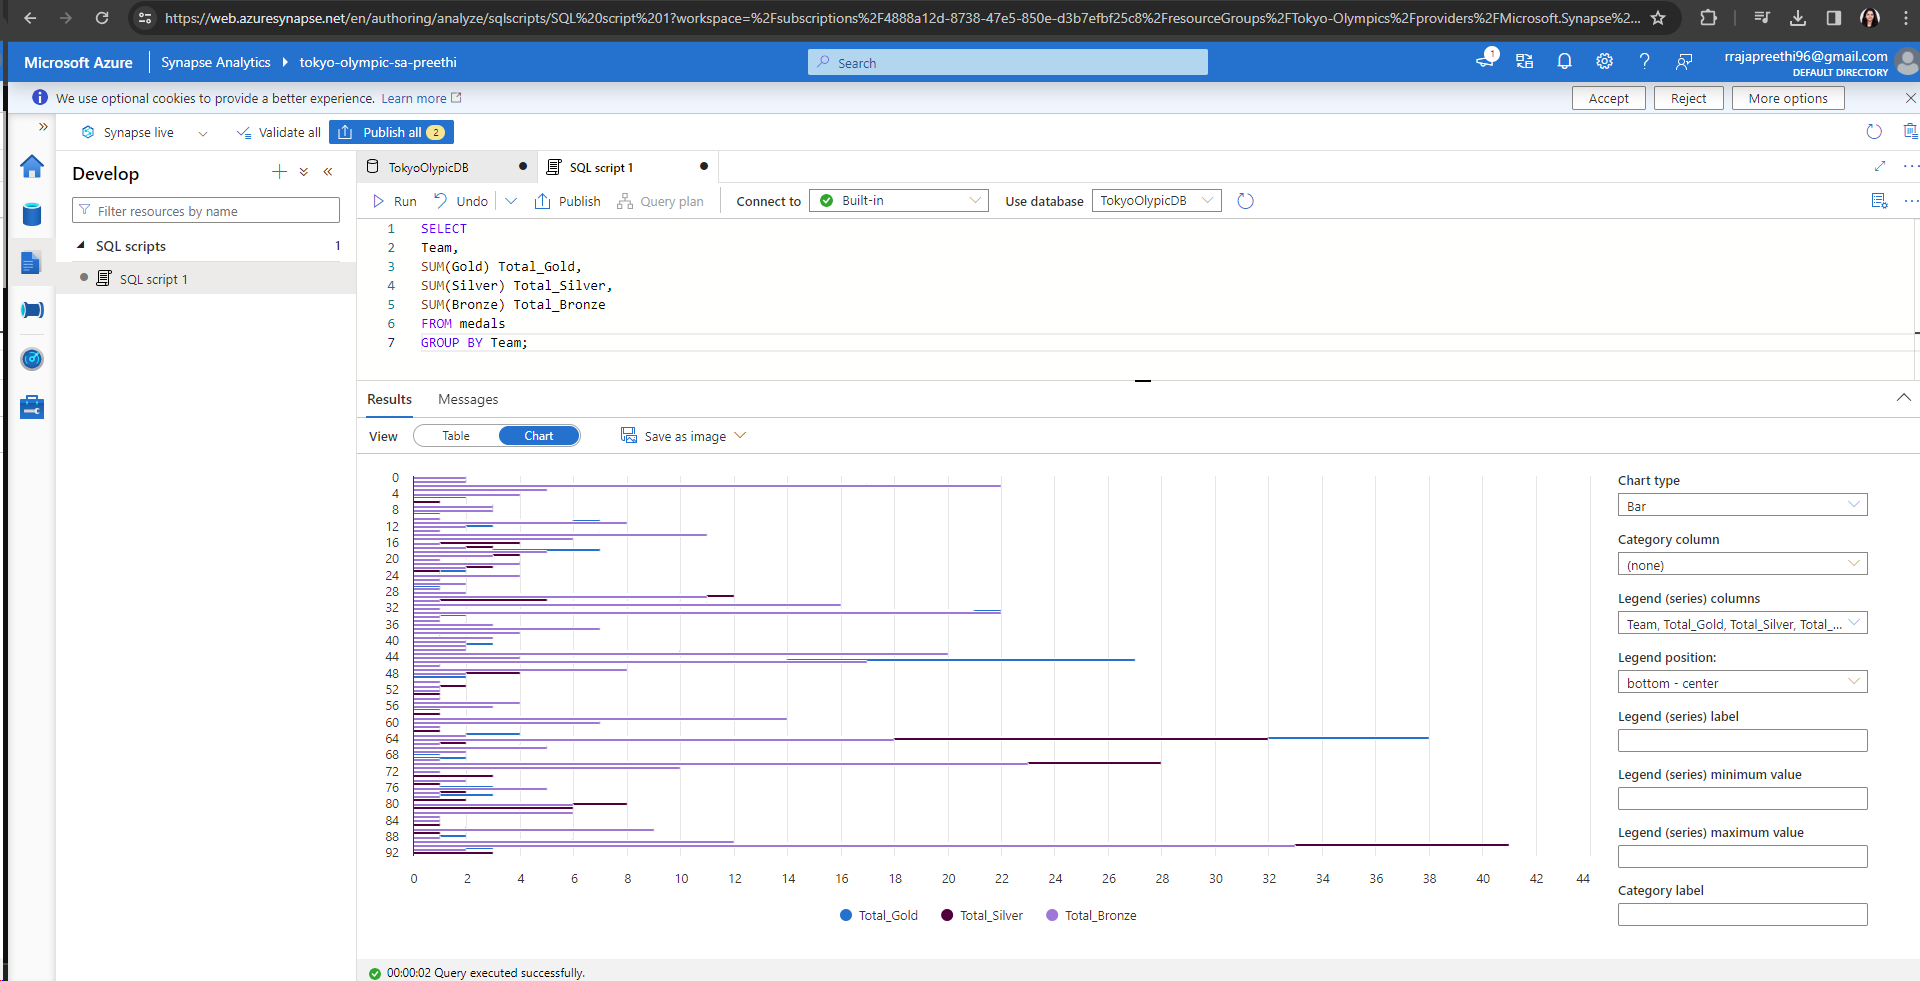 https://web.azuresynapse.net/en/authoring/analyze/sqlscripts/SQL%20script%201?workspace=%2Fsubscriptions%2F4888a12d-8738-47e5-850e-d3b7efbf25c8%2FresourceGroups%2FTokyo-Olympics%2Fproviders%2FMicrosoft.Synapse%2...
Microsoft Azure Synapse Analytics tokyo-olympic-sa-preethi
Search
1
rrajapreethi96@gmail.com
DEFAULT DIRECTORY
We use optional cookies to provide a better experience. Learn more
Accept Reject More options
Synapse live Validate all Publish all 2
Develop
Filter resources by name
SQL scripts 1
SQL script 1
TokyoOlypicDB SQL script 1
Run Undo Publish Query plan Connect to Built-in Use database TokyoOlypicDB
1 SELECT
2 Team,
3 SUM(Gold) Total_Gold,
4 SUM(Silver) Total_Silver,
5 SUM(Bronze) Total_Bronze
6 FROM medals
7 GROUP BY Team;
Results Messages
View Table Chart Save as image
0
4
8
12
16
20
24
28
32
36
40
44
48
52
56
60
64
68
72
76
80
84
88
92
0 2 4 6 8 10 12 14 16 18 20 22 24 26 28 30 32 34 36 38 40 42 44
Total_Gold Total_Silver Total_Bronze
Chart type
Bar
Category column
(none)
Legend (series) columns
Team, Total_Gold, Total_Silver, Total_...
Legend position:
bottom - center
Legend (series) label
Legend (series) minimum value
Legend (series) maximum value
Category label
00:00:02 Query executed successfully.